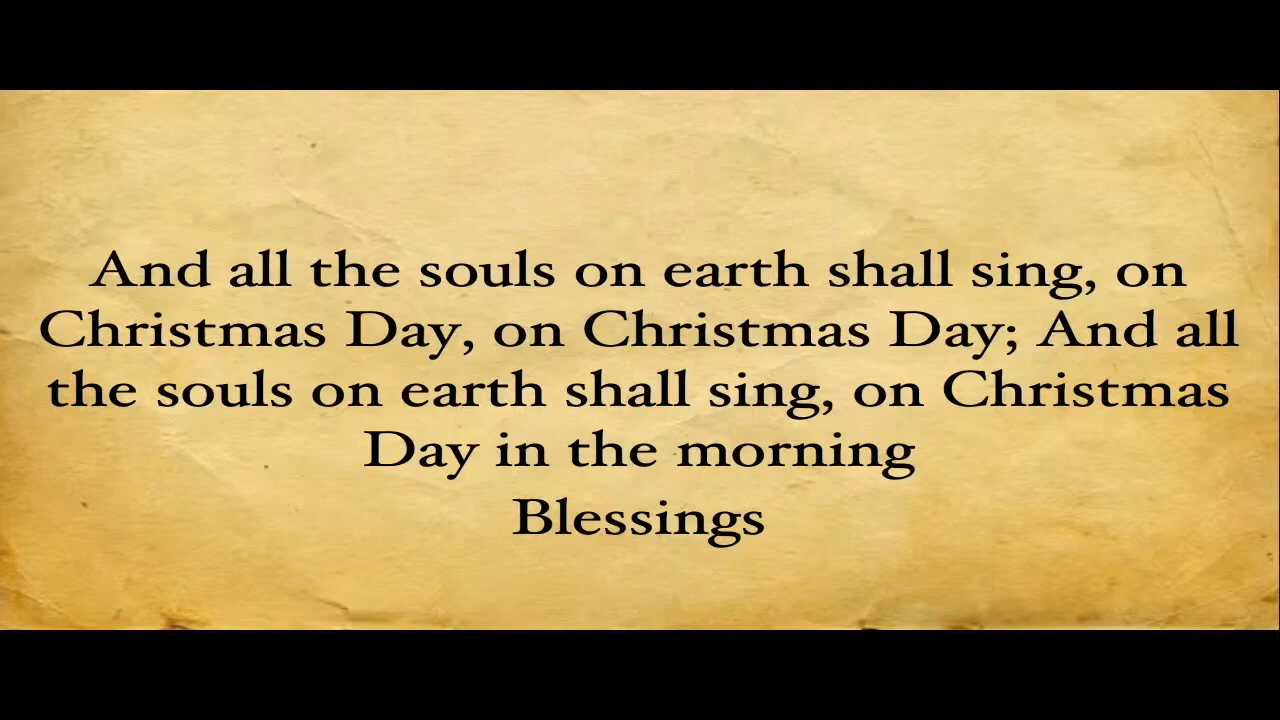 And all the souls on earth shall sing, on
Christmas Day, on Christmas Day; And all
the souls on earth shall sing, on Christmas
Day in the morning
Blessings